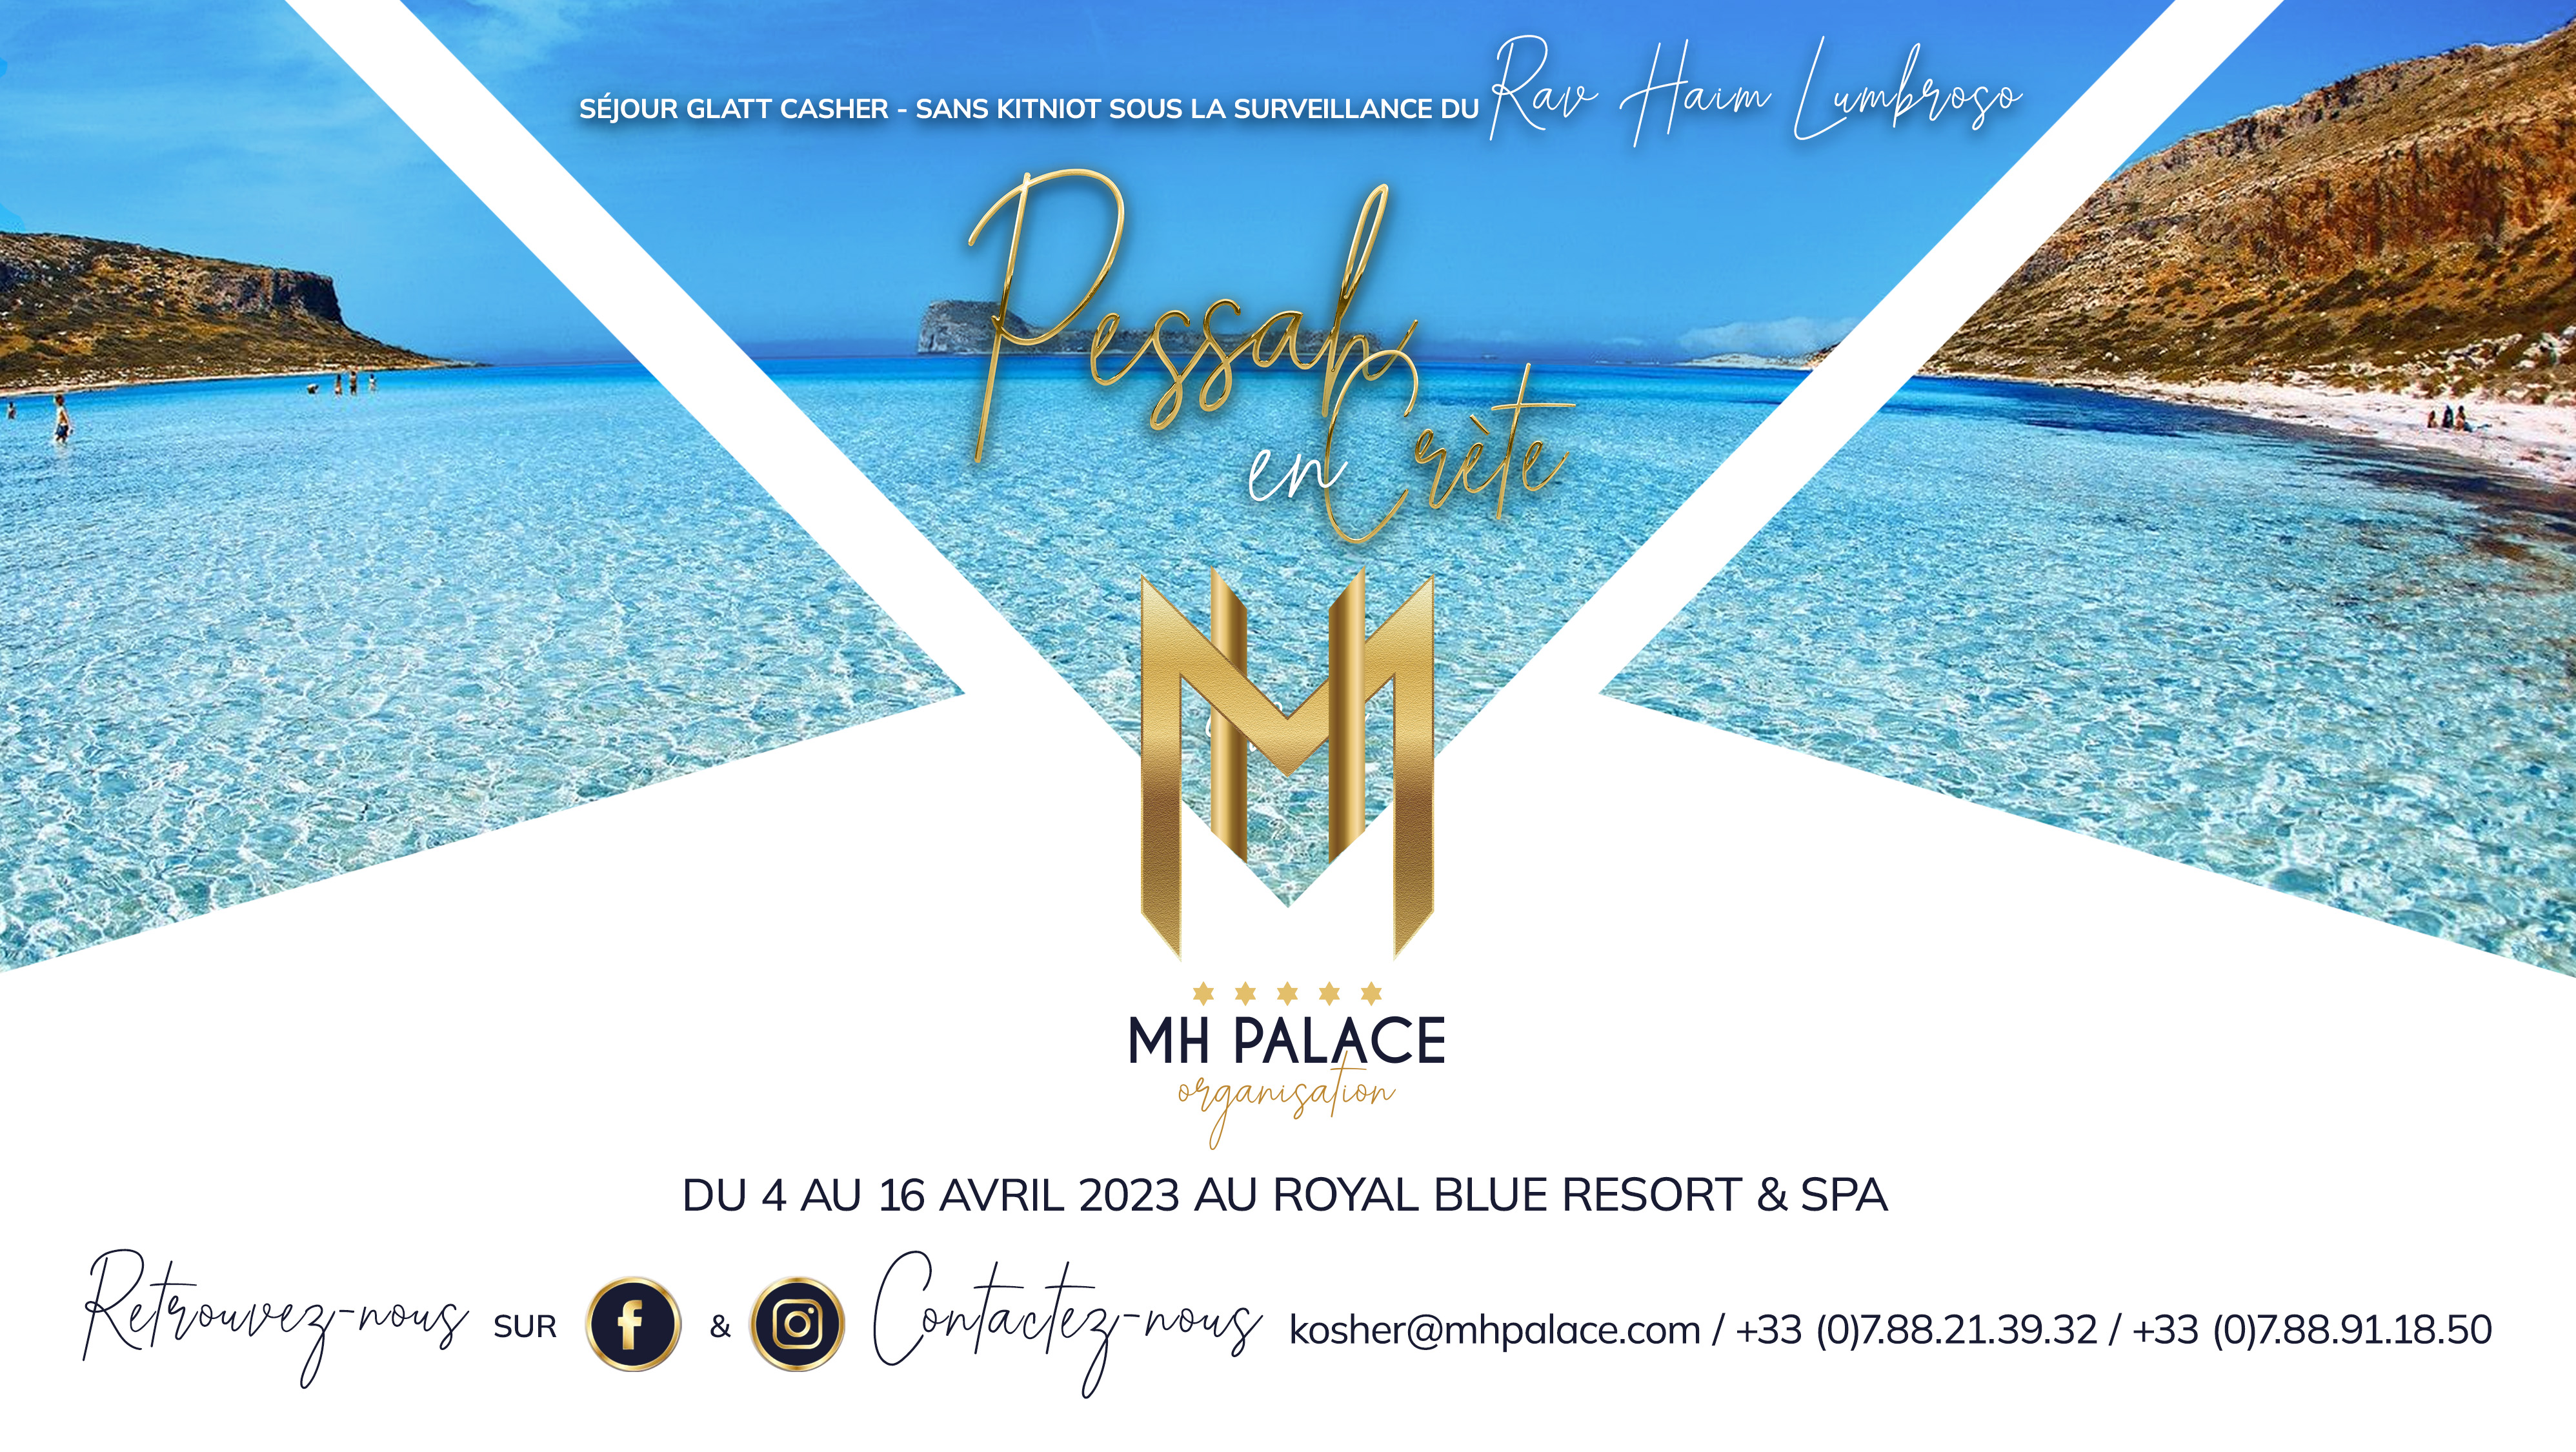 SÉJOUR GLATT CASHER - SANS KITNIOT SOUS LA SURVEILLANCE DU Rav Haim Lumbroso
Pessah
en Crète
MH
MH PALACE
organisation
DU 4 AU 16 AVRIL 2023 AU ROYAL BLUE RESORT & SPA
Retrouvez-nous SUR f & Contactez-nous kosher@mhpalace.com / +33 (0)7.88.21.39.32 / +33 (0)7.88.91.18.50